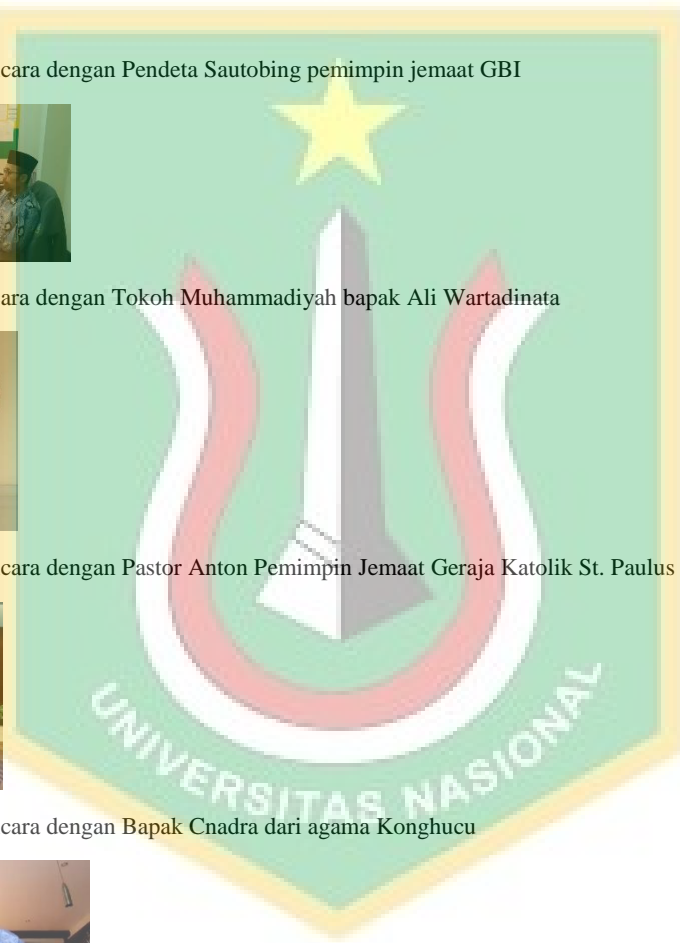 cara dengan Pendeta Sautobing pemimpin jemaat GBI
ara dengan Tokoh Muhammadiyah bapak Ali Wartadinata
cara dengan Pastor Anton Pemimpin Jemaat Geraja Katolik St. Paulus
UNIVERSITAS NASIONAL
cara dengan Bapak Cnadra dari agama Konghucu